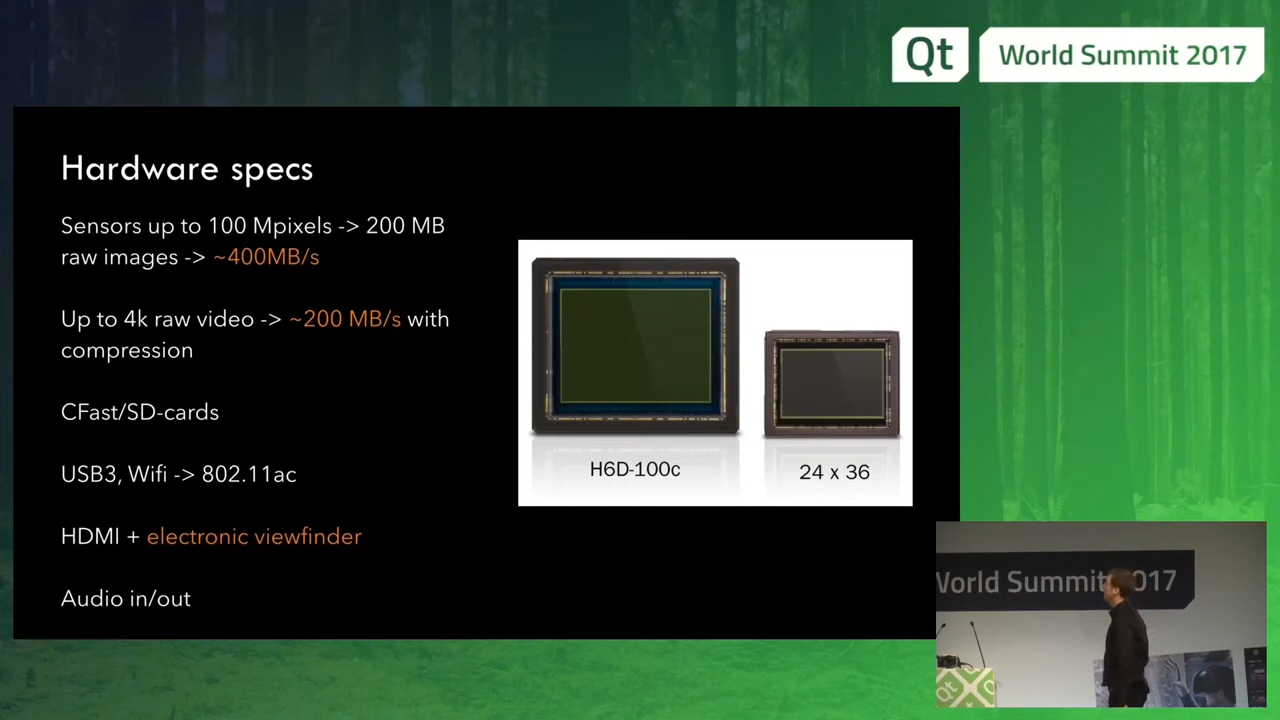 Qt World Summit 2017
Hardware specs
Sensors up to 100 Mpixels -> 200 MB
raw images -> ~400MB/s
Up to 4k raw video -> ~200 MB/s with
compression
CFast/SD-cards
USB3, Wifi -> 802.11ac
HDMI + electronic viewfinder
Audio in/out
H6D-100c
24 x 36
World Summit 2017
Qt